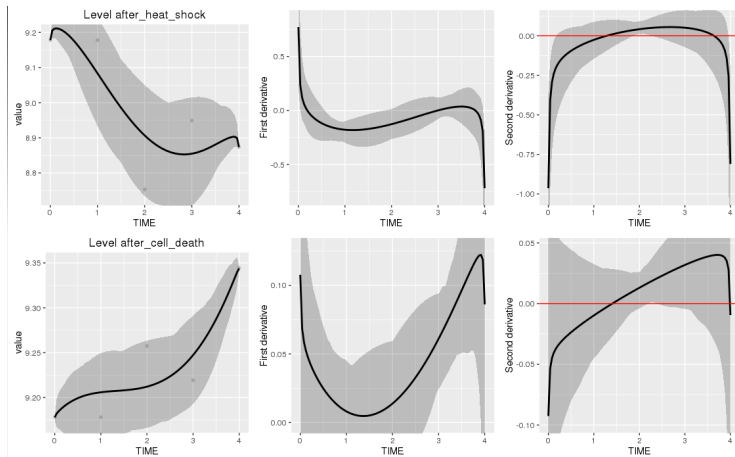 Level after_heat_shock
9.2
9.1
9.0
8.9
8.8
value
0 1 2 3 4
TIME
0.5
0.0
-0.5
First derivative
0 1 2 3 4
TIME
0.00
-0.25
-0.50
-0.75
-1.00
Second derivative
0 1 2 3 4
TIME
Level after_cell_death
9.35
9.30
9.25
9.20
value
0 1 2 3 4
TIME
0.10
0.05
0.00
First derivative
0 1 2 3 4
TIME
0.05
0.00
-0.05
-0.10
Second derivative
0 1 2 3 4
TIME